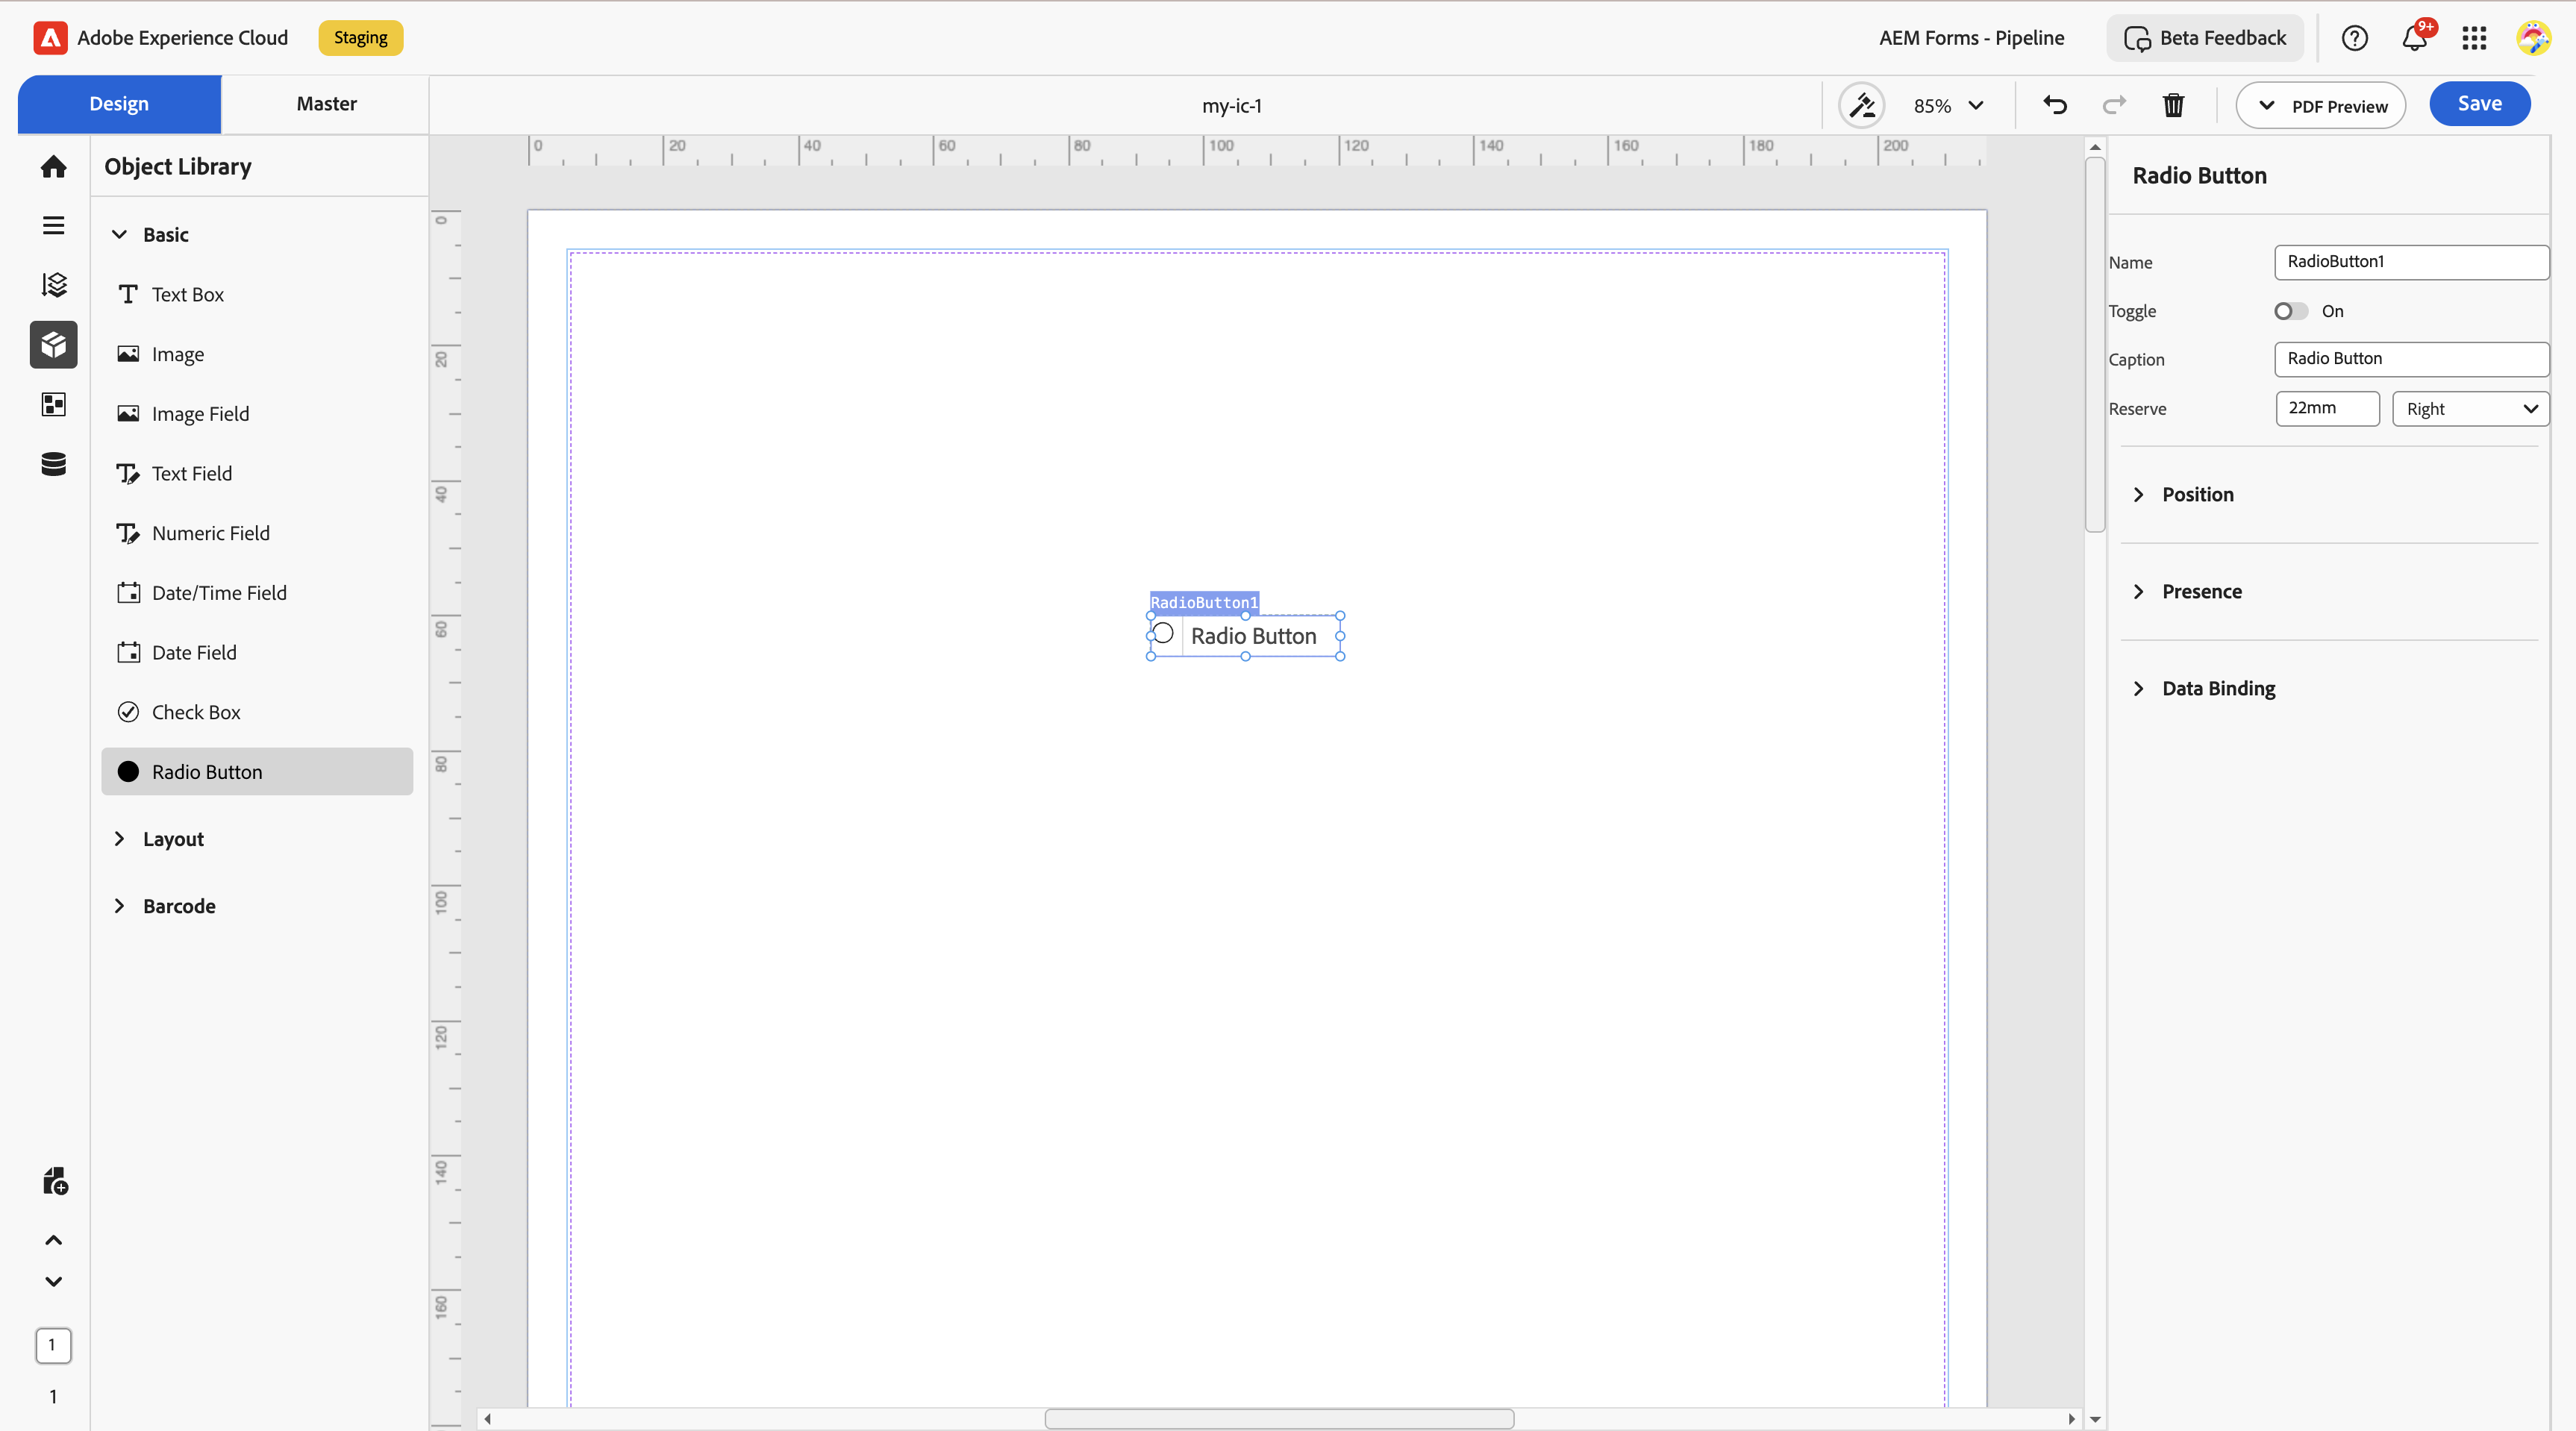 Adobe Experience Cloud
Staging
AEM Forms - Pipeline
Beta Feedback
9+
Design
Master
my-ic-1
85%
PDF Preview
Save
Object Library
Basic
Text Box
Image
Image Field
Text Field
Numeric Field
Date/Time Field
Date Field
Check Box
Radio Button
Layout
Barcode
1
1
0 20 40 60 80 100 120 140 160 180 200
0
20
40
60
80
100
120
140
160
RadioButton1
Radio Button
Radio Button
Name RadioButton1
Toggle On
Caption Radio Button
Reserve 22mm Right
Position
Presence
Data Binding